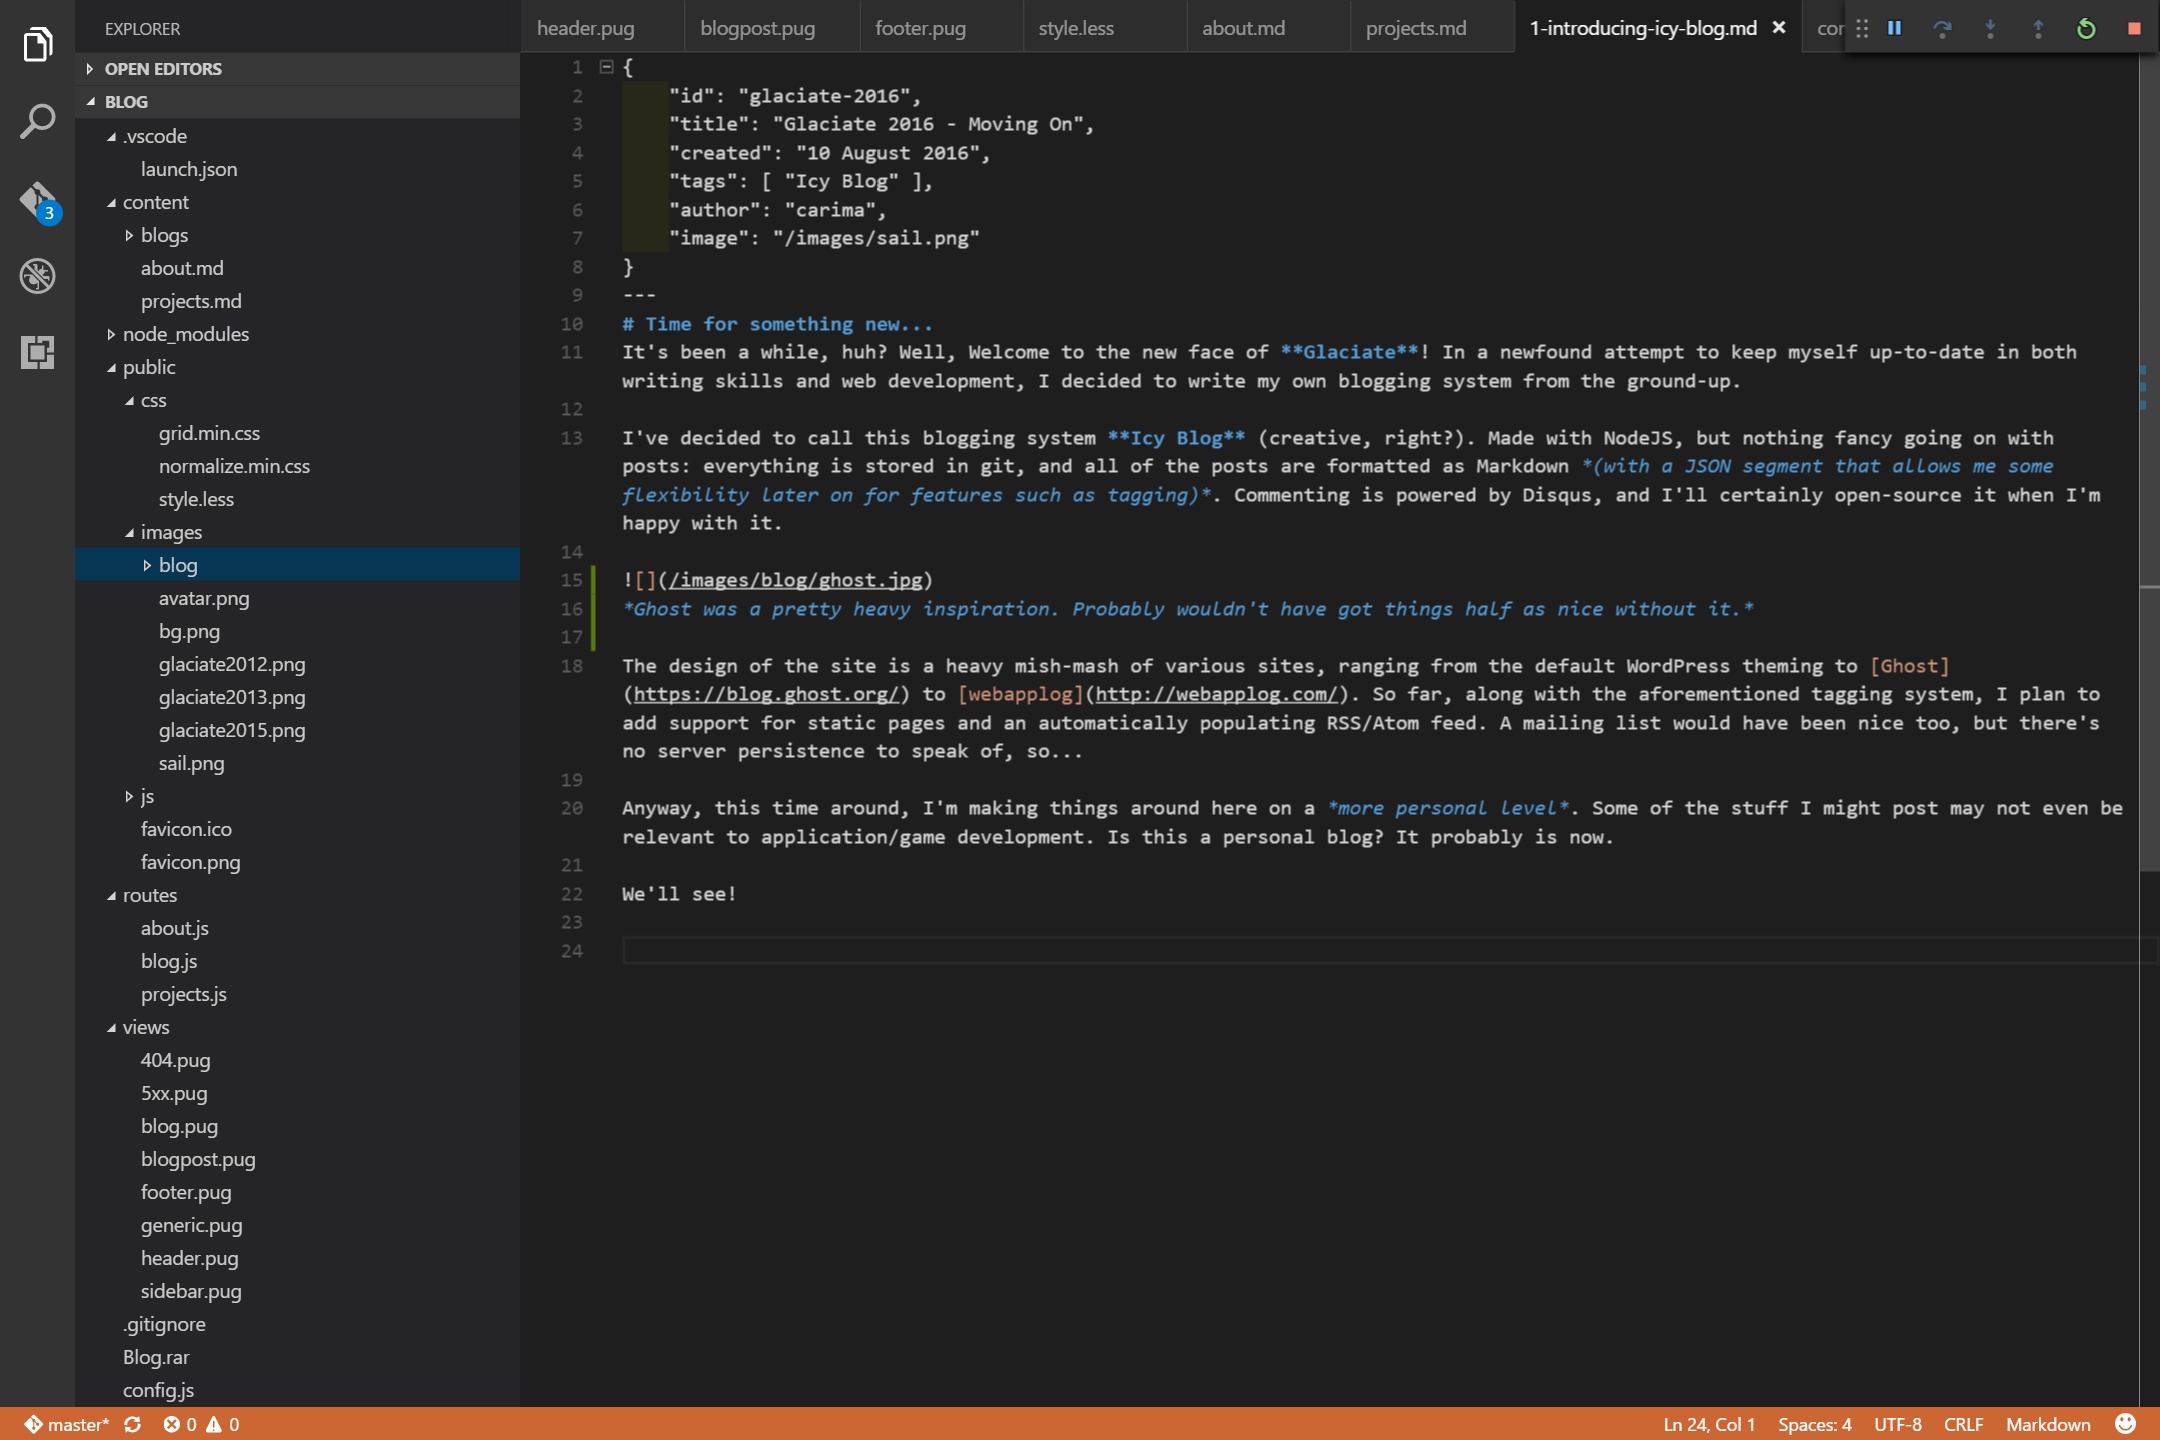 EXPLORER
OPEN EDITORS
BLOG
.vscode
launch.json
content
blogs
about.md
projects.md
node_modules
public
css
grid.min.css
normalize.min.css
style.less
images
blog
avatar.png
bg.png
glaciate2012.png
glaciate2013.png
glaciate2015.png
sail.png
js
favicon.ico
favicon.png
routes
about.js
blog.js
projects.js
views
404.pug
5xx.pug
blog.pug
blogpost.pug
footer.pug
generic.pug
header.pug
sidebar.pug
.gitignore
Blog.rar
config.js
3
header.pug blogpost.pug footer.pug style.less about.md projects.md 1-introducing-icy-blog.md
1 {
2 "id": "glaciate-2016",
3 "title": "Glaciate 2016 - Moving On",
4 "created": "10 August 2016",
5 "tags": [ "Icy Blog" ],
6 "author": "carima",
7 "image": "/images/sail.png"
8 }
9 ---
10 # Time for something new...
11 It's been a while, huh? Well, Welcome to the new face of **Glaciate**! In a newfound attempt to keep myself up-to-date in both
writing skills and web development, I decided to write my own blogging system from the ground-up.
12
13 I've decided to call this blogging system **Icy Blog** (creative, right?). Made with NodeJS, but nothing fancy going on with
posts: everything is stored in git, and all of the posts are formatted as Markdown *(with a JSON segment that allows me some
flexibility later on for features such as tagging)*. Commenting is powered by Disqus, and I'll certainly open-source it when I'm
happy with it.
14
15 ![](/images/blog/ghost.jpg)
16 *Ghost was a pretty heavy inspiration. Probably wouldn't have got things half as nice without it.*
17
18 The design of the site is a heavy mish-mash of various sites, ranging from the default WordPress theming to [Ghost]
(https://blog.ghost.org/) to [webapplog](http://webapplog.com/). So far, along with the aforementioned tagging system, I plan to
add support for static pages and an automatically populating RSS/Atom feed. A mailing list would have been nice too, but there's
no server persistence to speak of, so...
19
20 Anyway, this time around, I'm making things around here on a *more personal level*. Some of the stuff I might post may not even be
relevant to application/game development. Is this a personal blog? It probably is now.
21
22 We'll see!
23
24
master* 0 0 Ln 24, Col 1 Spaces: 4 UTF-8 CRLF Markdown